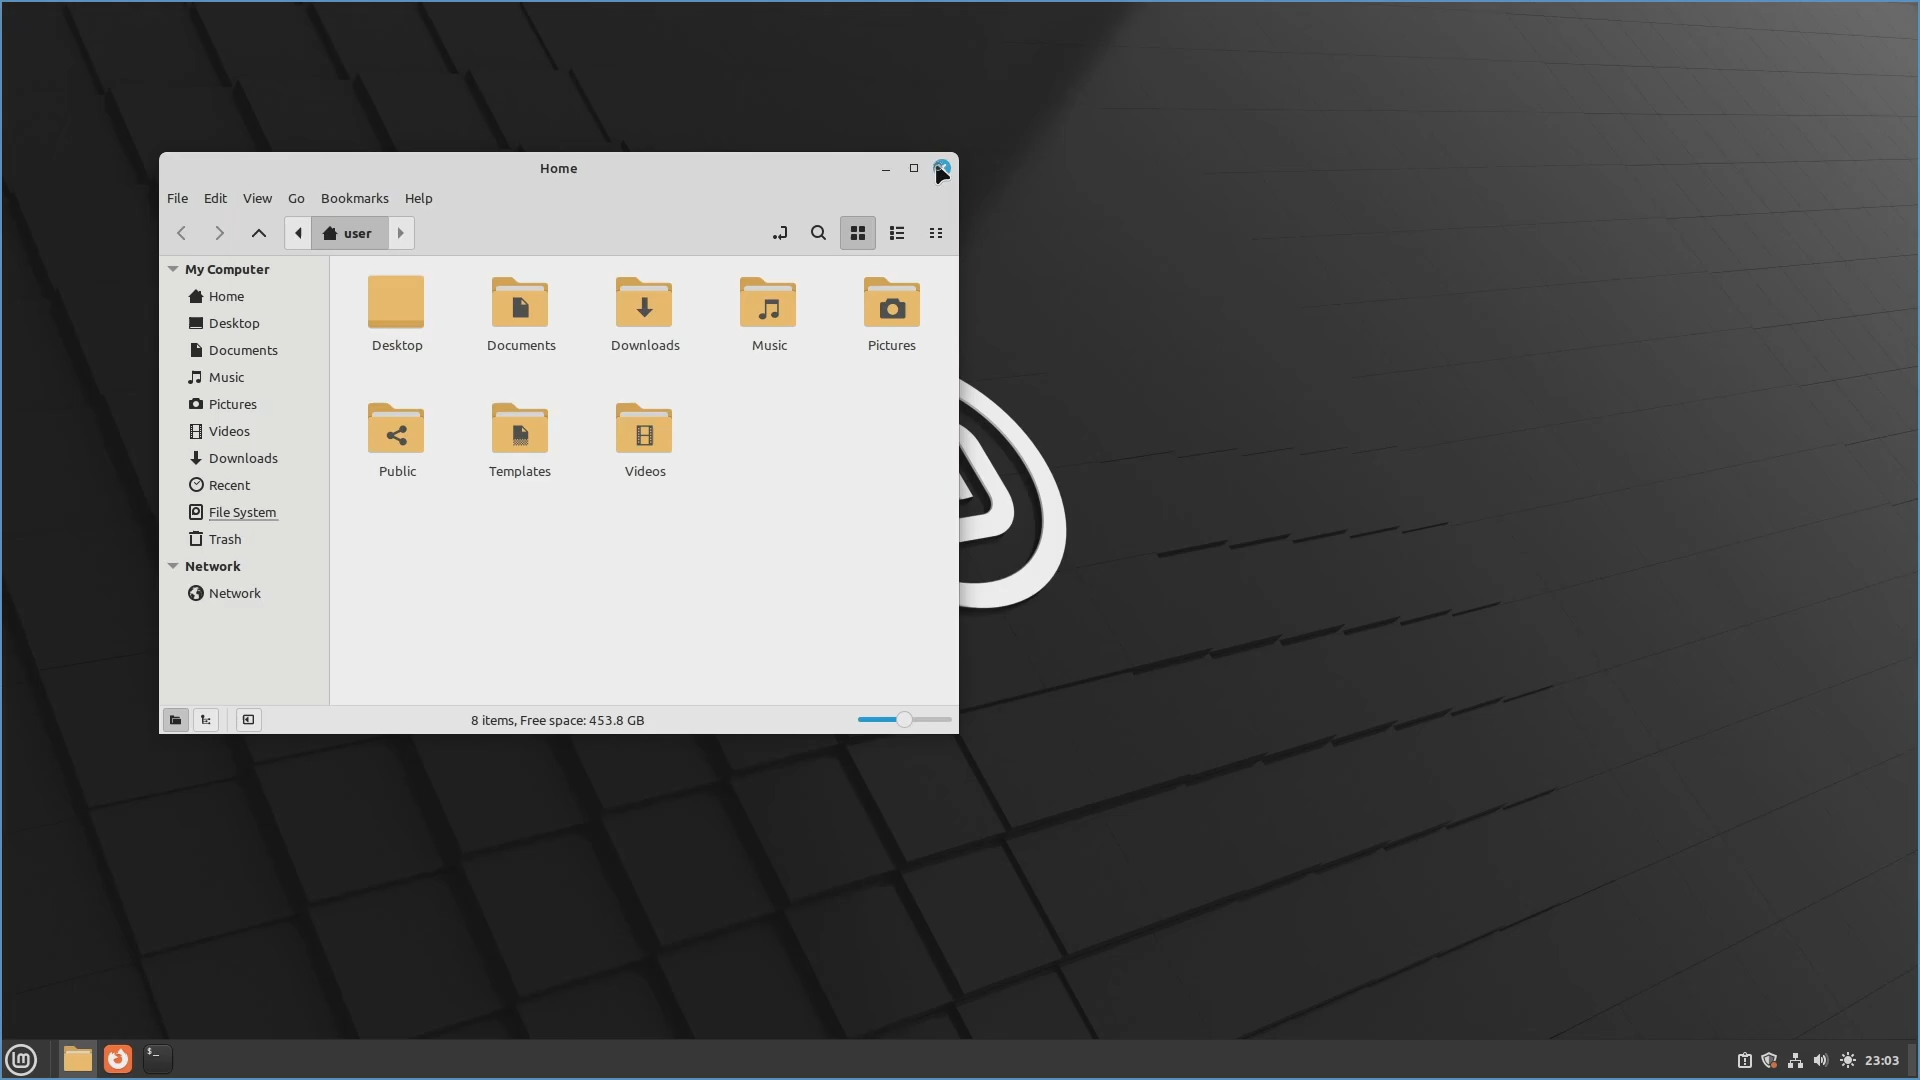 Home
File Edit View Go Bookmarks Help
user
My Computer
Home
Desktop
Documents
Music
Pictures
Videos
Downloads
Recent
File System
Trash
Network
Network
Desktop Documents Downloads Music Pictures
Public Templates Videos
8 items, Free space: 453.8 GB
$_
23:03